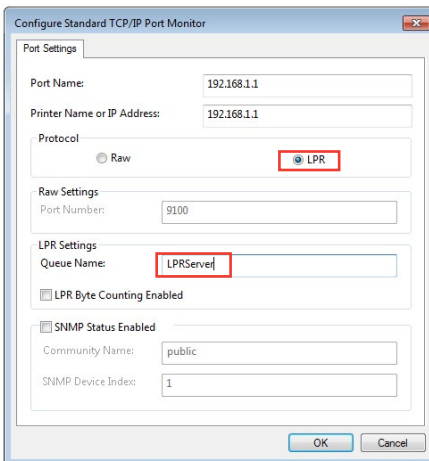 Configure Standard TCP/IP Port Monitor
Port Settings
Port Name: 192.168.1.1
Printer Name or IP Address: 192.168.1.1
Protocol
Raw LPR
Raw Settings
Port Number: 9100
LPR Settings
Queue Name: LPRServer
LPR Byte Counting Enabled
SNMP Status Enabled
Community Name: public
SNMP Device Index: 1
OK Cancel